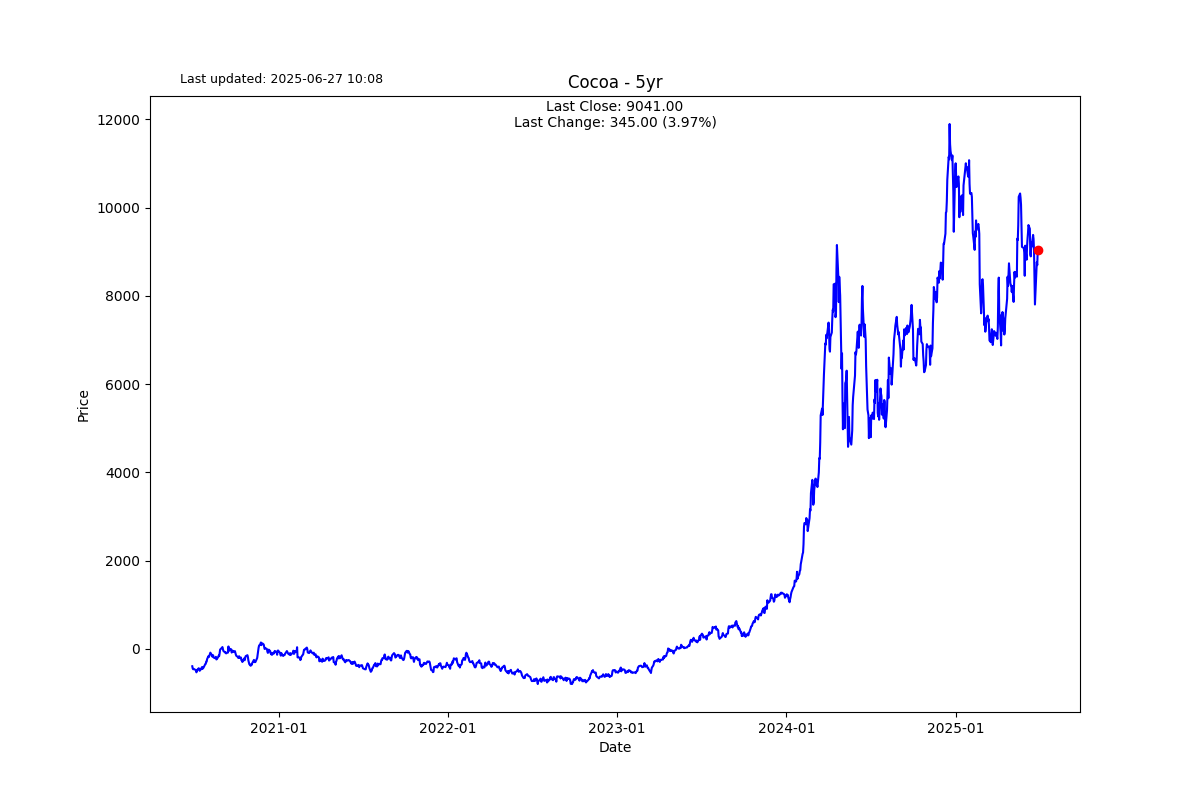 Last updated: 2025-06-27 10:08
Cocoa - 5yr
Last Close: 9041.00
Last Change: 345.00 (3.97%)
12000
10000
8000
6000
4000
2000
0
Price
2021-01
2022-01
2023-01
2024-01
2025-01
Date